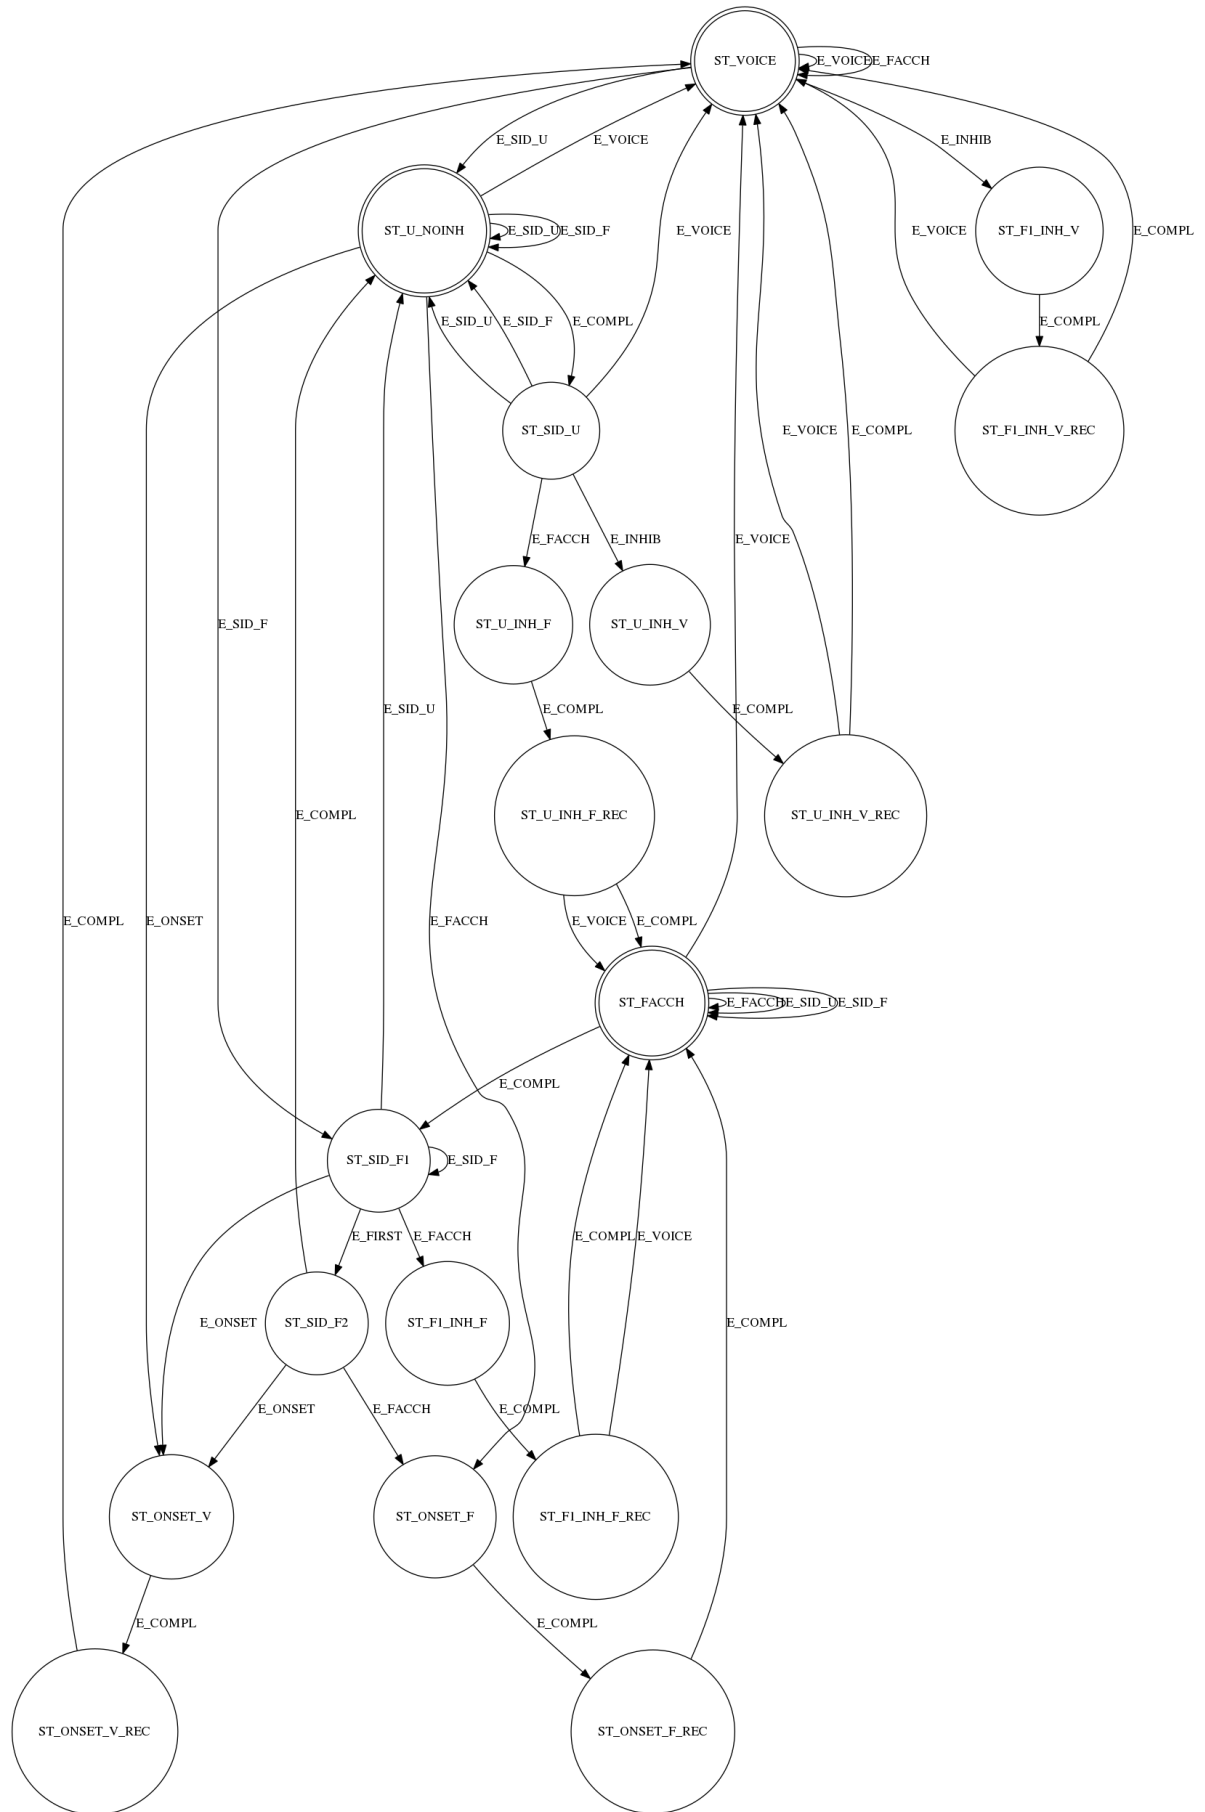 ST_VOICE
E_VOICE
E_FACCH
E_SID_U
E_VOICE
E_INHIB
ST_U_NOINH
E_SID_U
E_SID_F
E_VOICE
E_VOICE
ST_F1_INH_V
E_COMPL
E_SID_U
E_SID_F
E_COMPL
E_COMPL
ST_SID_U
E_VOICE
E_COMPL
ST_F1_INH_V_REC
E_FACCH
E_INHIB
E_VOICE
E_SID_F
ST_U_INH_F
ST_U_INH_V
E_SID_U
E_COMPL
E_COMPL
E_COMPL
ST_U_INH_F_REC
ST_U_INH_V_REC
E_COMPL
E_ONSET
E_FACCH
E_VOICE
E_COMPL
ST_FACCH
E_FACCH
E_SID_U
E_SID_F
E_COMPL
ST_SID_F1
E_SID_F
E_FIRST
E_FACCH
E_COMPL
E_VOICE
E_ONSET
ST_SID_F2
ST_F1_INH_F
E_COMPL
E_ONSET
E_FACCH
E_COMPL
ST_ONSET_V
ST_ONSET_F
ST_F1_INH_F_REC
E_COMPL
E_COMPL
ST_ONSET_V_REC
ST_ONSET_F_REC